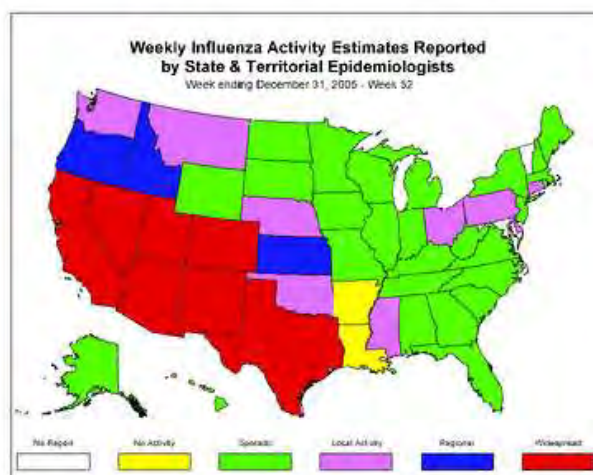 Weekly Influenza Activity Estimates Reported
by State & Territorial Epidemiologists
Week ending December 31, 2005 - Week 52
No Report
No Activity
Sporadic
Local Activity
Regional
Widespread